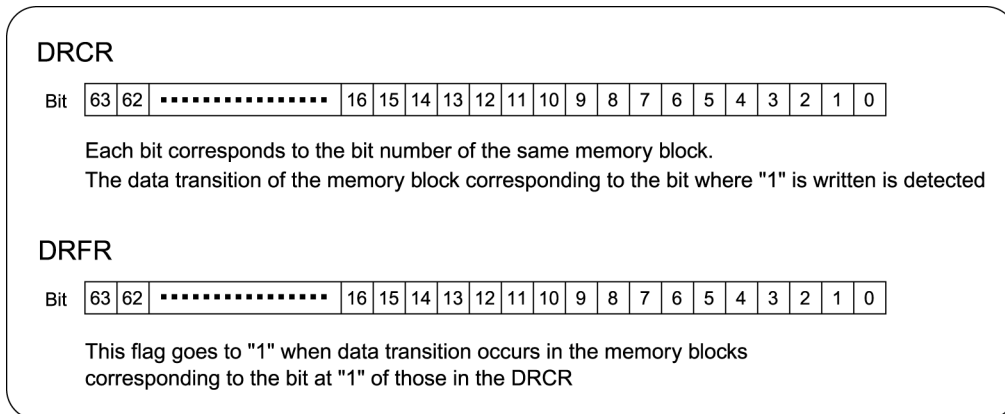 DRCR
Bit 63 62 ................ 16 15 14 13 12 11 10 9 8 7 6 5 4 3 2 1 0
Each bit corresponds to the bit number of the same memory block.
The data transition of the memory block corresponding to the bit where "1" is written is detected
DRFR
Bit 63 62 ................ 16 15 14 13 12 11 10 9 8 7 6 5 4 3 2 1 0
This flag goes to "1" when data transition occurs in the memory blocks
corresponding to the bit at "1" of those in the DRCR